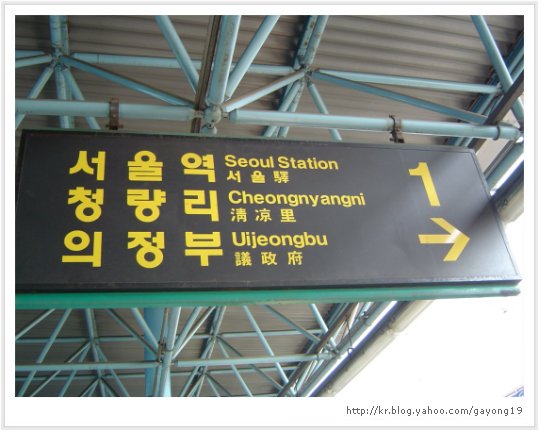 서울역 Seoul Station
서울驛
청량리 Cheongnyangni
淸凉里
의정부 Uijeongbu
議政府
1
→
http://kr.blog.yahoo.com/gayong19